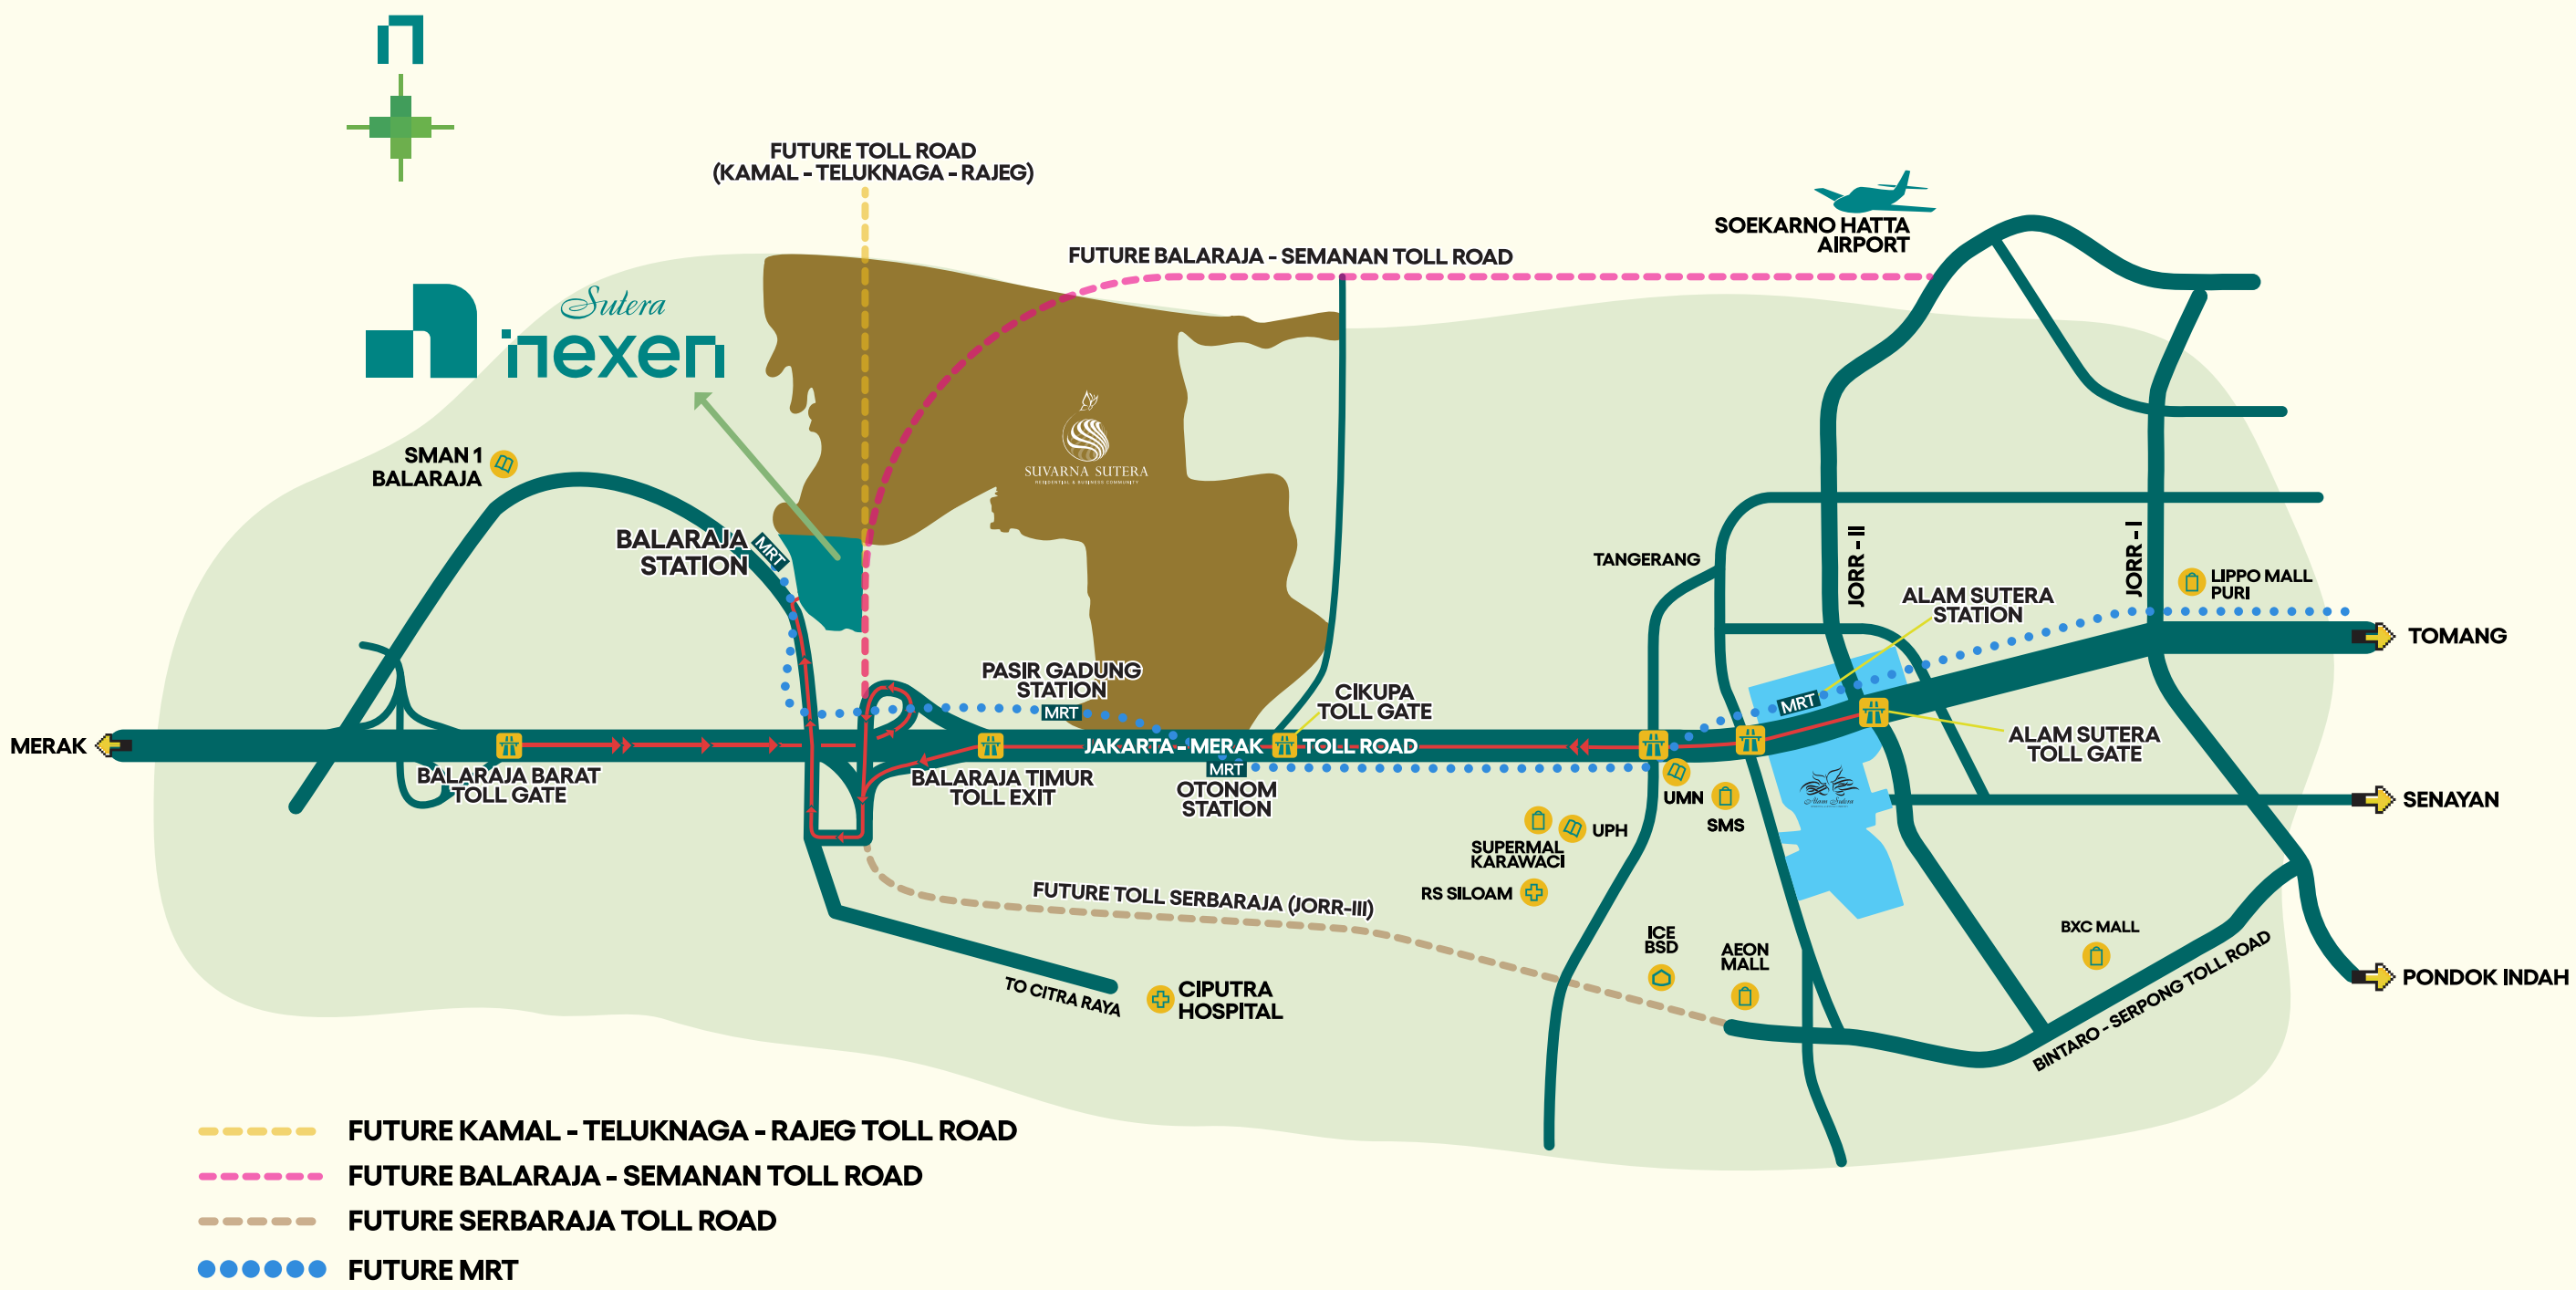 n
FUTURE TOLL ROAD
(KAMAL - TELUKNAGA - RAJEG)
SOEKARNO HATTA
AIRPORT
FUTURE BALARAJA - SEMANAN TOLL ROAD
Sutera
nexen
SUVARNA SUTERA
RESIDENTIAL & BUSINESS COMMUNITY
SMAN 1
BALARAJA
BALARAJA
STATION
MRT
TANGERANG
JORR - II
JORR - I
LIPPO MALL
PURI
ALAM SUTERA
STATION
TOMANG
PASIR GADUNG
STATION
MRT
CIKUPA
TOLL GATE
MRT
MERAK
JAKARTA - MERAK
TOLL ROAD
ALAM SUTERA
TOLL GATE
BALARAJA BARAT
TOLL GATE
BALARAJA TIMUR
TOLL EXIT
MRT
OTONOM
STATION
UMN
SMS
Alam Sutera
SENAYAN
UPH
SUPERMAL
KARAWACI
RS SILOAM
FUTURE TOLL SERBARAJA (JORR-III)
ICE
BSD
AEON
MALL
BXC MALL
PONDOK INDAH
TO CITRA RAYA
CIPUTRA
HOSPITAL
BINTARO - SERPONG TOLL ROAD
FUTURE KAMAL - TELUKNAGA - RAJEG TOLL ROAD
FUTURE BALARAJA - SEMANAN TOLL ROAD
FUTURE SERBARAJA TOLL ROAD
FUTURE MRT